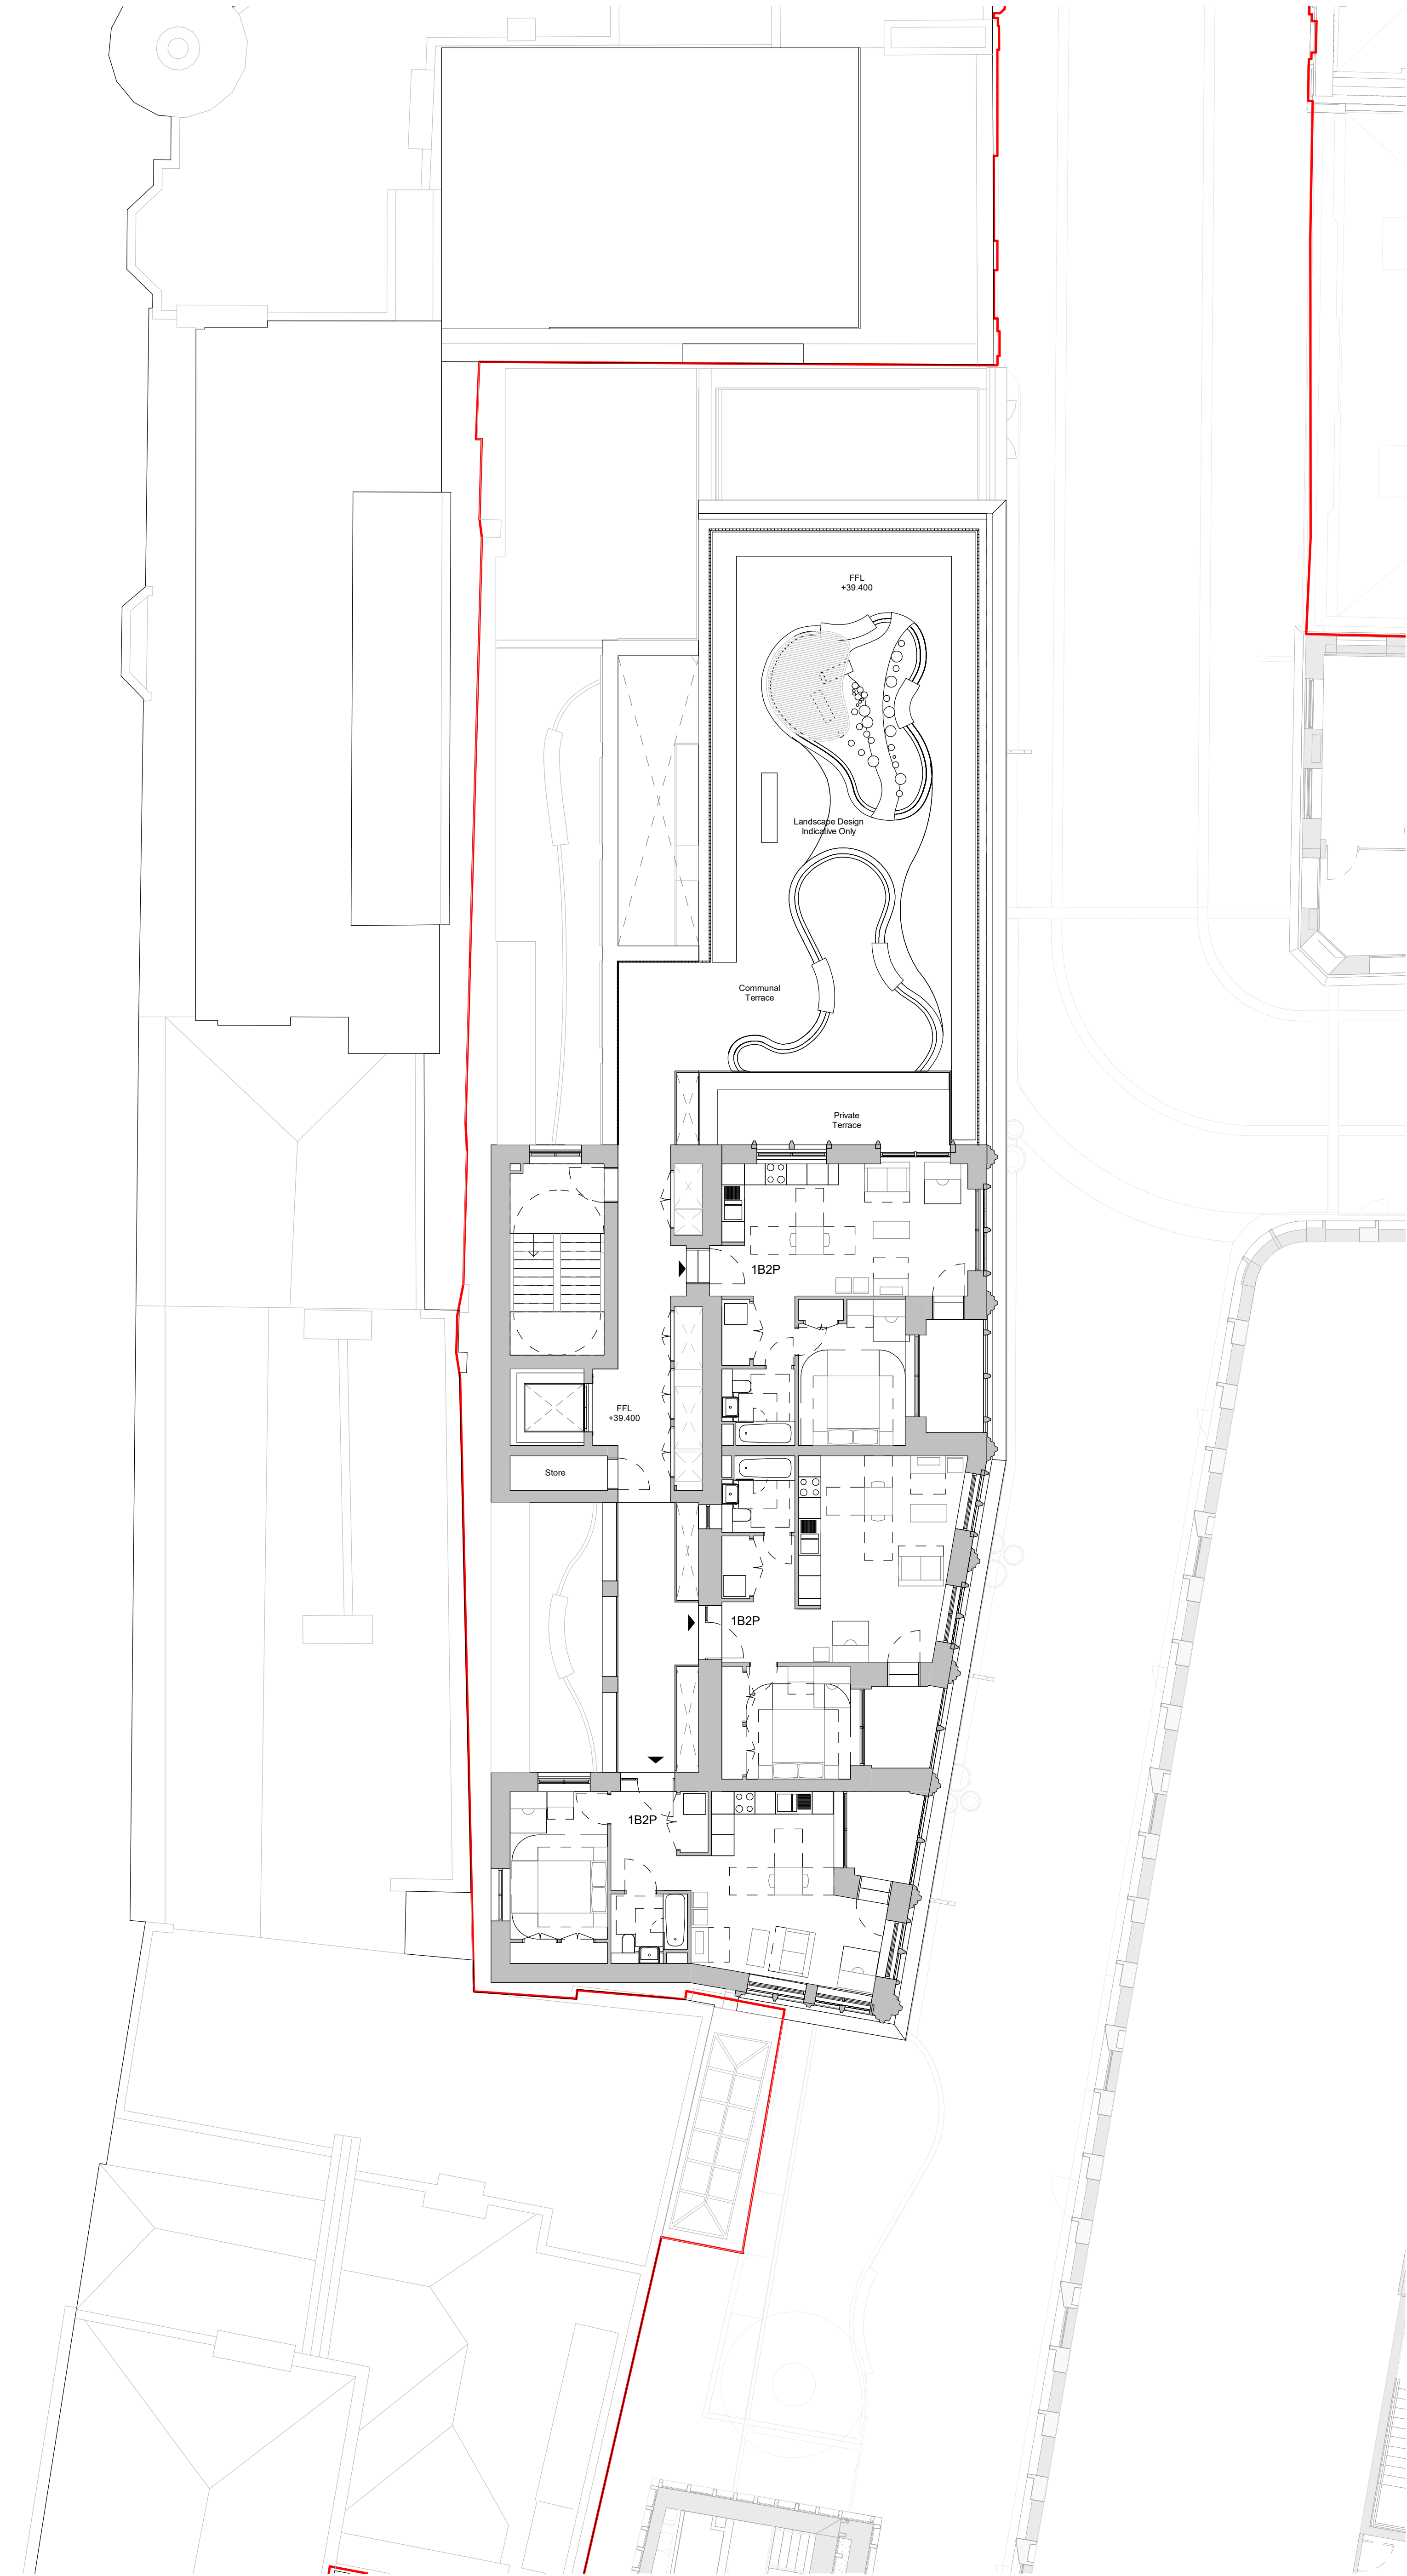 FFL
+39.400
Landscape Design
Indicative Only
Communal
Terrace
Private
Terrace
1B2P
FFL
+39.400
Store
1B2P
1B2P